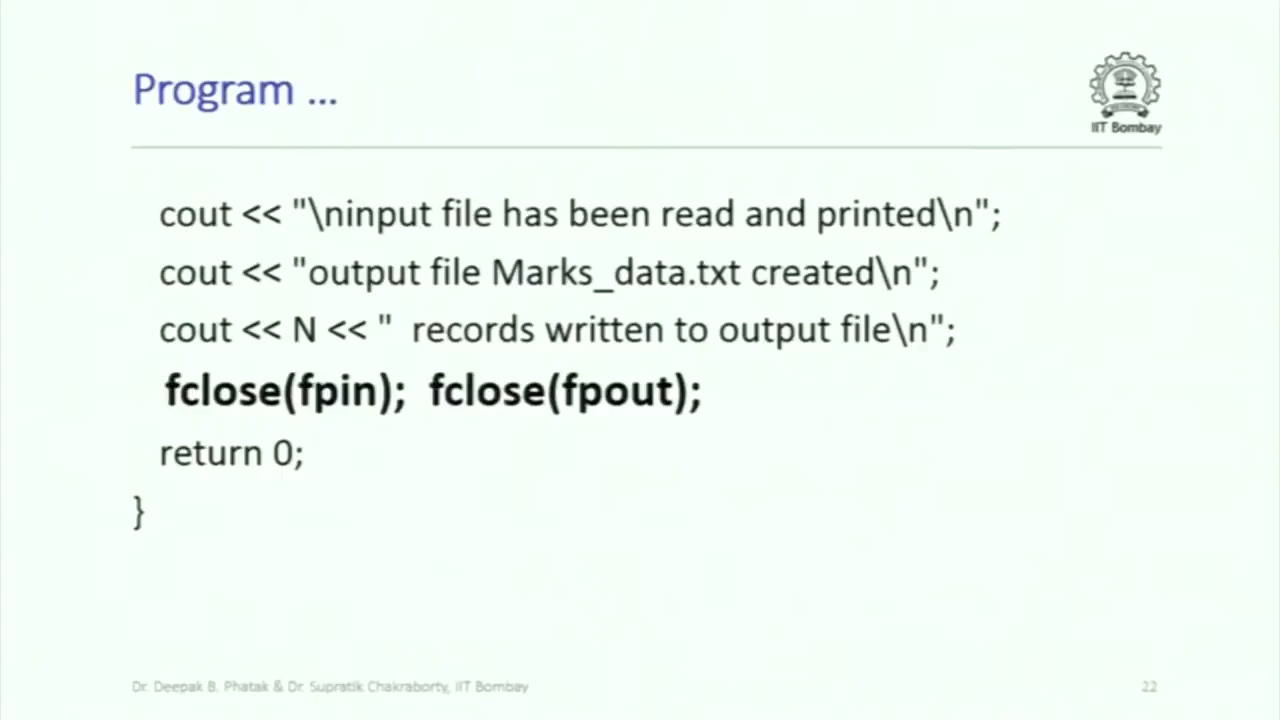 Program ...
IIT Bombay
cout << "\ninput file has been read and printed\n";
cout << "output file Marks_data.txt created\n";
cout << N << "  records written to output file\n";
fclose(fpin);  fclose(fpout);
return 0;
}
Dr. Deepak B. Phatak & Dr. Supratik Chakraborty, IIT Bombay
22